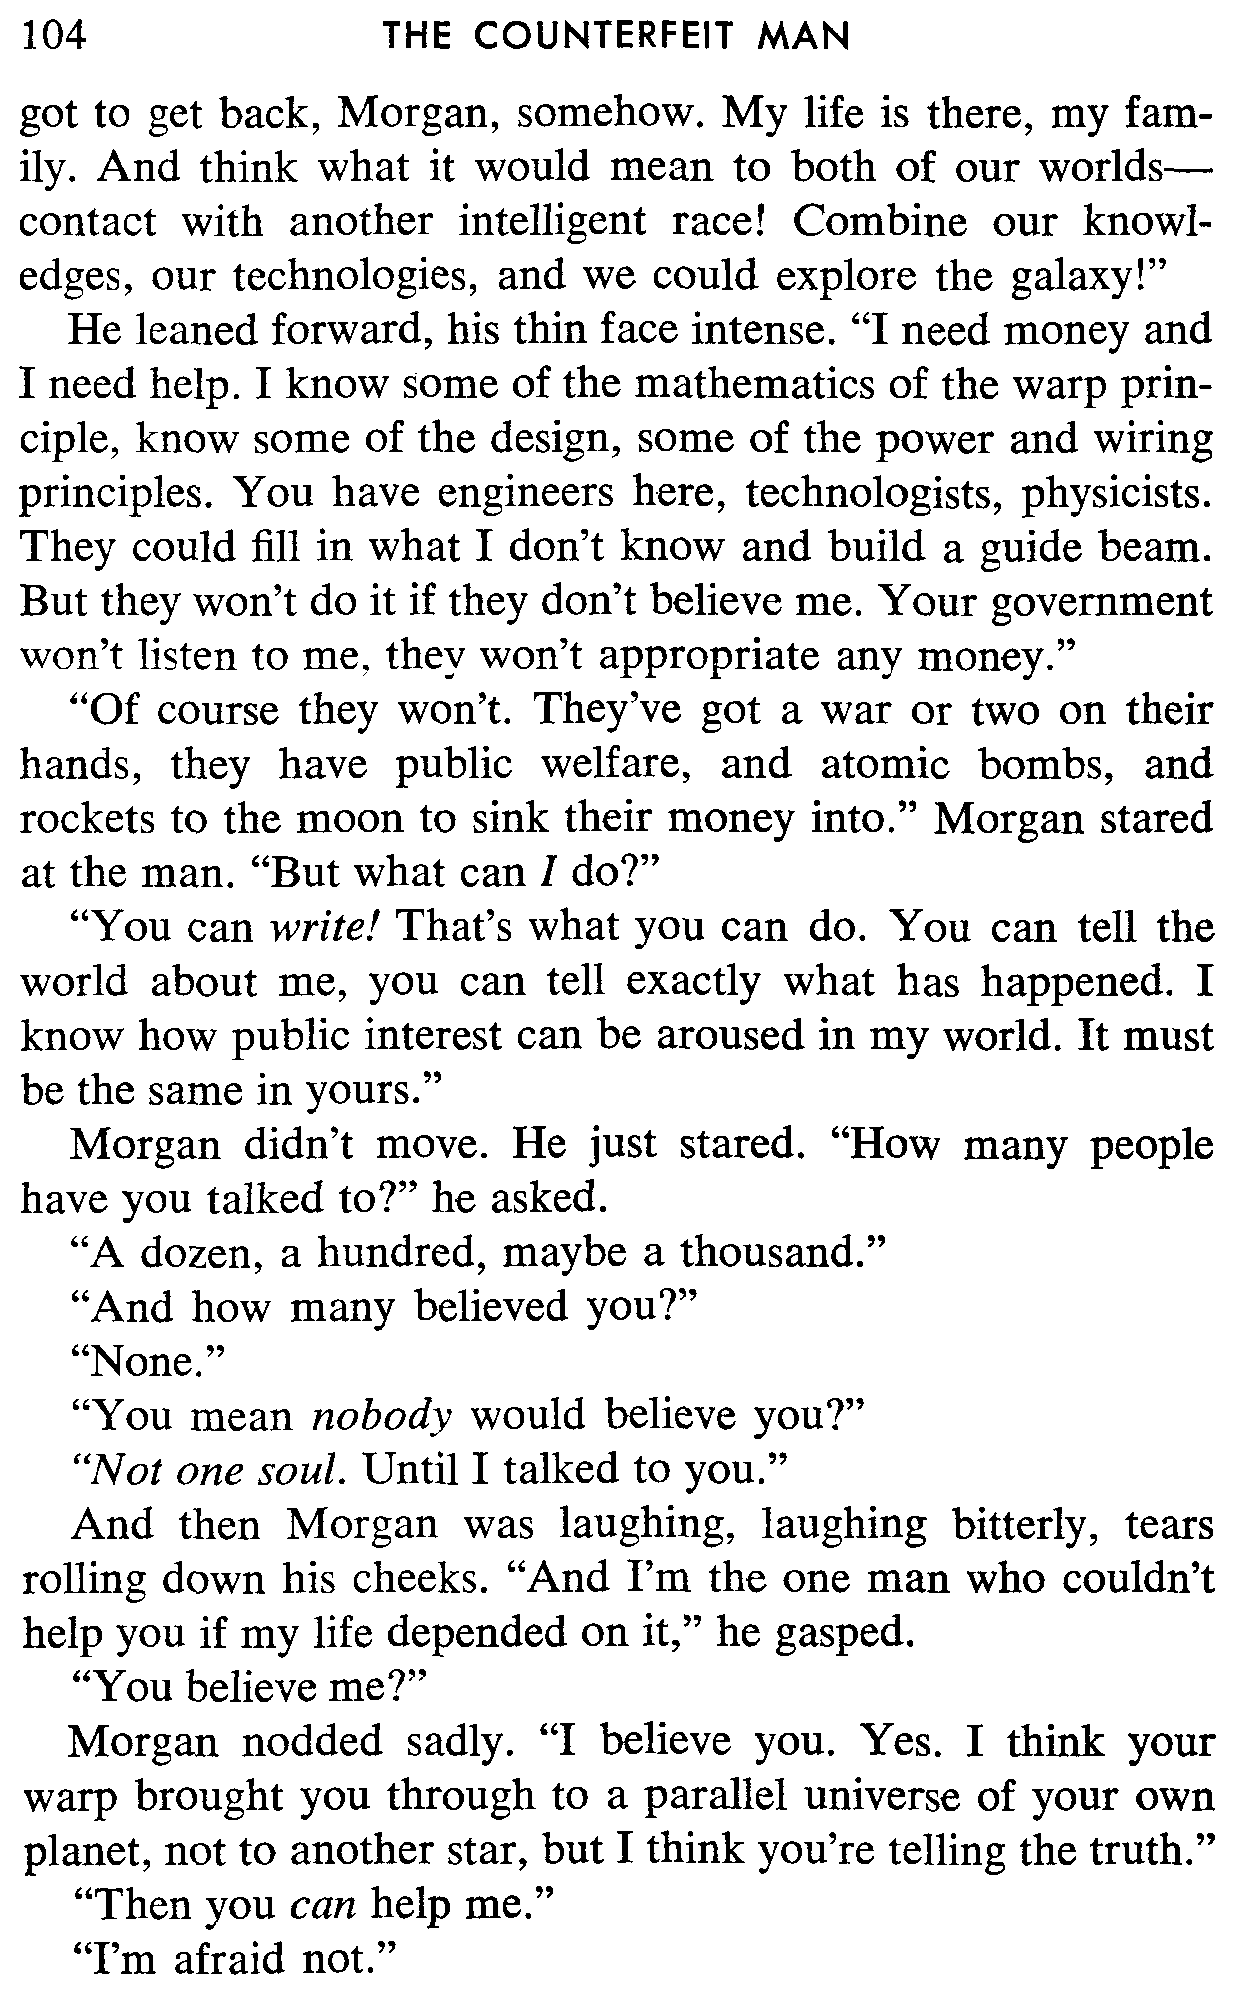 104 THE COUNTERFEIT MAN
got to get back, Morgan, somehow. My life is there, my fam-
ily. And think what it would mean to both of our worlds—
contact with another intelligent race! Combine our knowl-
edges, our technologies, and we could explore the galaxy!”
He leaned forward, his thin face intense. “I need money and
I need help. I know some of the mathematics of the warp prin-
ciple, know some of the design, some of the power and wiring
principles. You have engineers here, technologists, physicists.
They could fill in what I don’t know and build a guide beam.
But they won’t do it if they don’t believe me. Your government
won’t listen to me, they won’t appropriate any money.”
“Of course they won’t. They’ve got a war or two on their
hands, they have public welfare, and atomic bombs, and
rockets to the moon to sink their money into.” Morgan stared
at the man. “But what can I do?”
“You can write! That’s what you can do. You can tell the
world about me, you can tell exactly what has happened. I
know how public interest can be aroused in my world. It must
be the same in yours.”
Morgan didn’t move. He just stared. “How many people
have you talked to?” he asked.
“A dozen, a hundred, maybe a thousand.”
“And how many believed you?”
“None.”
“You mean nobody would believe you?”
“Not one soul. Until I talked to you.”
And then Morgan was laughing, laughing bitterly, tears
rolling down his cheeks. “And I’m the one man who couldn’t
help you if my life depended on it,” he gasped.
“You believe me?”
Morgan nodded sadly. “I believe you. Yes. I think your
warp brought you through to a parallel universe of your own
planet, not to another star, but I think you’re telling the truth.”
“Then you can help me.”
“I’m afraid not.”